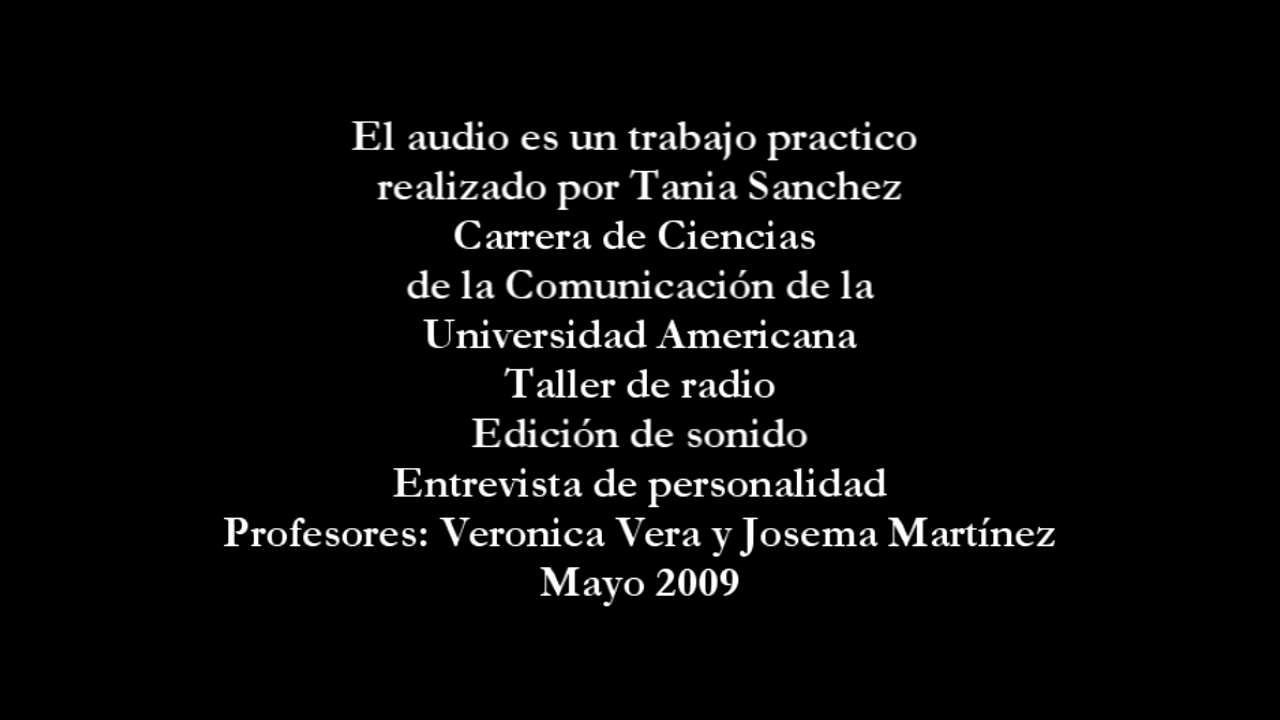 El audio es un trabajo practico
realizado por Tania Sanchez
Carrera de Ciencias
de la Comunicación de la
Universidad Americana
Taller de radio
Edición de sonido
Entrevista de personalidad
Profesores: Veronica Vera y Josema Martínez
Mayo 2009